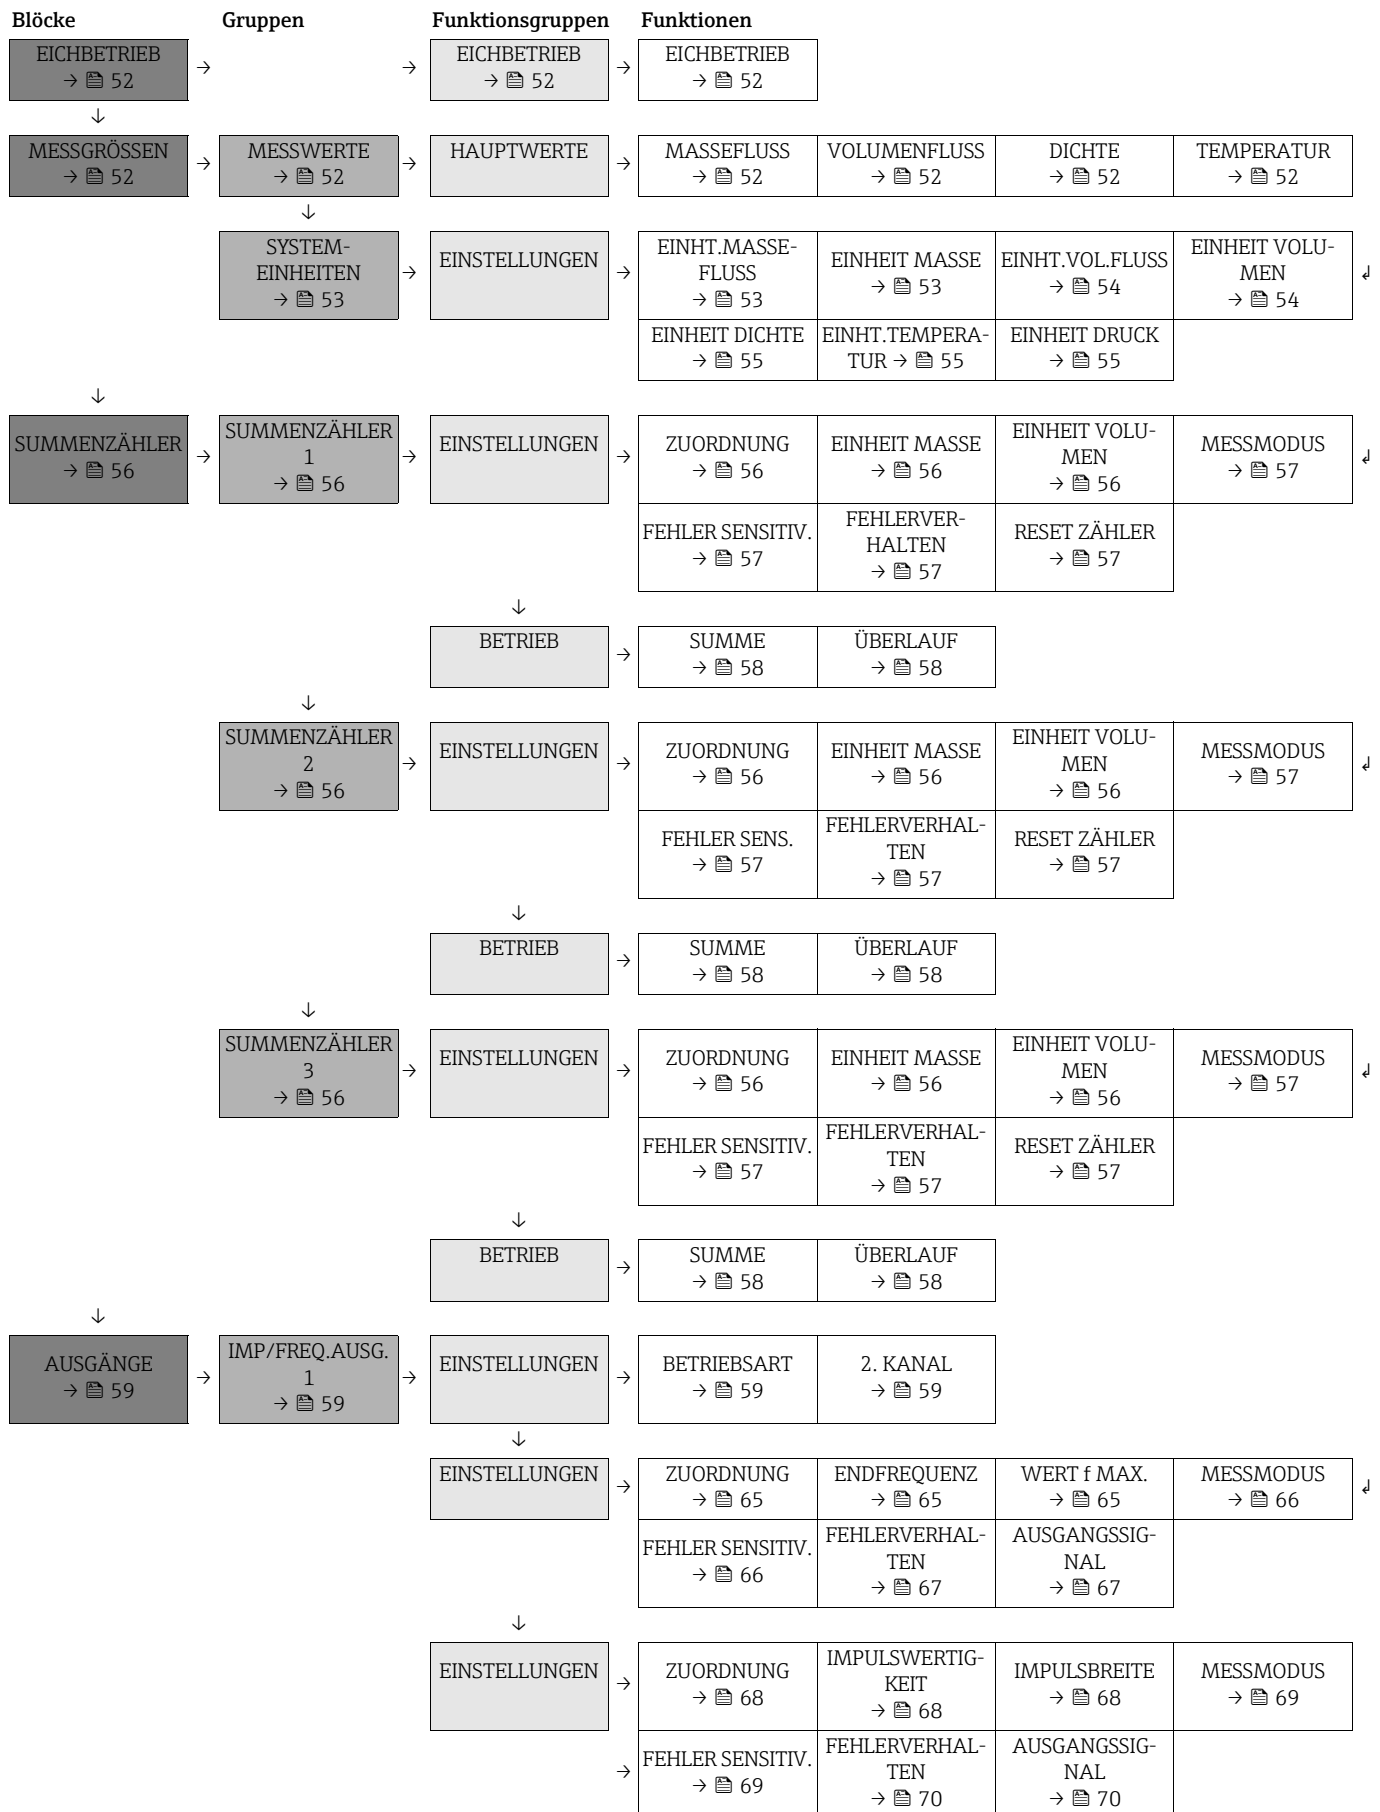 Blöcke Gruppen Funktionsgruppen Funktionen
EICHBETRIEB
→ 52
→
→
EICHBETRIEB
→ 52
→
EICHBETRIEB
→ 52
↓
MESSGRÖSSEN
→ 52
→
MESSWERTE
→ 52
→
HAUPTWERTE
→
MASSEFLUSS
→ 52
VOLUMENFLUSS
→ 52
DICHTE
→ 52
TEMPERATUR
→ 52
↓
SYSTEM-
EINHEITEN
→ 53
→
EINSTELLUNGEN
→
EINHT.MASSE-
FLUSS
→ 53
EINHEIT MASSE
→ 53
EINHT.VOL.FLUSS
→ 54
EINHEIT VOLU-
MEN
→ 54
↲
EINHEIT DICHTE
→ 55
EINHT.TEMPERA-
TUR → 55
EINHEIT DRUCK
→ 55
↓
SUMMENZÄHLER
→ 56
→
SUMMENZÄHLER
1
→ 56
→
EINSTELLUNGEN
→
ZUORDNUNG
→ 56
EINHEIT MASSE
→ 56
EINHEIT VOLU-
MEN
→ 56
MESSMODUS
→ 57
↲
FEHLER SENSITIV.
→ 57
FEHLERVER-
HALTEN
→ 57
RESET ZÄHLER
→ 57
↓
BETRIEB
→
SUMME
→ 58
ÜBERLAUF
→ 58
↓
SUMMENZÄHLER
2
→ 56
→
EINSTELLUNGEN
→
ZUORDNUNG
→ 56
EINHEIT MASSE
→ 56
EINHEIT VOLU-
MEN
→ 56
MESSMODUS
→ 57
↲
FEHLER SENS.
→ 57
FEHLERVERHAL-
TEN
→ 57
RESET ZÄHLER
→ 57
↓
BETRIEB
→
SUMME
→ 58
ÜBERLAUF
→ 58
↓
SUMMENZÄHLER
3
→ 56
→
EINSTELLUNGEN
→
ZUORDNUNG
→ 56
EINHEIT MASSE
→ 56
EINHEIT VOLU-
MEN
→ 56
MESSMODUS
→ 57
↲
FEHLER SENSITIV.
→ 57
FEHLERVERHAL-
TEN
→ 57
RESET ZÄHLER
→ 57
↓
BETRIEB
→
SUMME
→ 58
ÜBERLAUF
→ 58
↓
AUSGÄNGE
→ 59
→
IMP/FREQ.AUSG.
1
→ 59
→
EINSTELLUNGEN
→
BETRIEBSART
→ 59
2. KANAL
→ 59
↓
EINSTELLUNGEN
→
ZUORDNUNG
→ 65
ENDFREQUENZ
→ 65
WERT f MAX.
→ 65
MESSMODUS
→ 66
↲
FEHLER SENSITIV.
→ 66
FEHLERVERHAL-
TEN
→ 67
AUSGANGSSIG-
NAL
→ 67
↓
EINSTELLUNGEN
→
ZUORDNUNG
→ 68
IMPULSWERTIG-
KEIT
→ 68
IMPULSBREITE
→ 68
MESSMODUS
→ 69
→
FEHLER SENSITIV.
→ 69
FEHLERVERHAL-
TEN
→ 70
AUSGANGSSIG-
NAL
→ 70